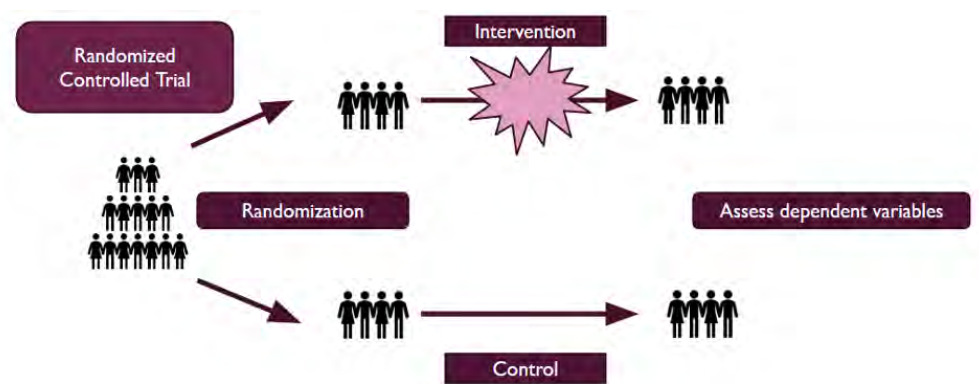 Randomized
Controlled Trial
Intervention
Randomization
Assess dependent variables
Control